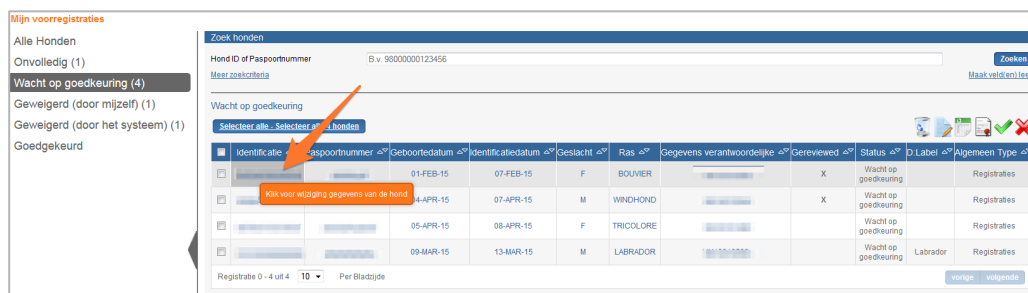 Mijn voorregistraties
Alle Honden
Onvolledig (1)
Wacht op goedkeuring (4)
Geweigerd (door mijzelf) (1)
Geweigerd (door het systeem) (1)
Goedgekeurd
Zoek honden
Hond ID of Paspoortnummer B.v. 98000000123456 Zoeken
Meer zoekcriteria Maak veld(en)
Wacht op goedkeuring
Selecteer alle - Selecteer honden
Identificatie Paspoortnummer Geboortedatum Identificatiedatum Geslacht Ras Gegevens verantwoordelijke Gereviewed Status D'Label Algemeen Type
01-FEB-15 07-FEB-15 F BOUVIER X Wacht op goedkeuring Registraties
Klik voor wijziging gegevens van de hond
-APR-15 07-APR-15 M WINDHOND X Wacht op goedkeuring Registraties
05-APR-15 08-APR-15 F TRICOLORE Wacht op goedkeuring Registraties
09-MAR-15 13-MAR-15 M LABRADOR Wacht op goedkeuring Labrador Registraties
Registratie 0 - 4 uit 4 10 Per Bladzijde vorige volgende